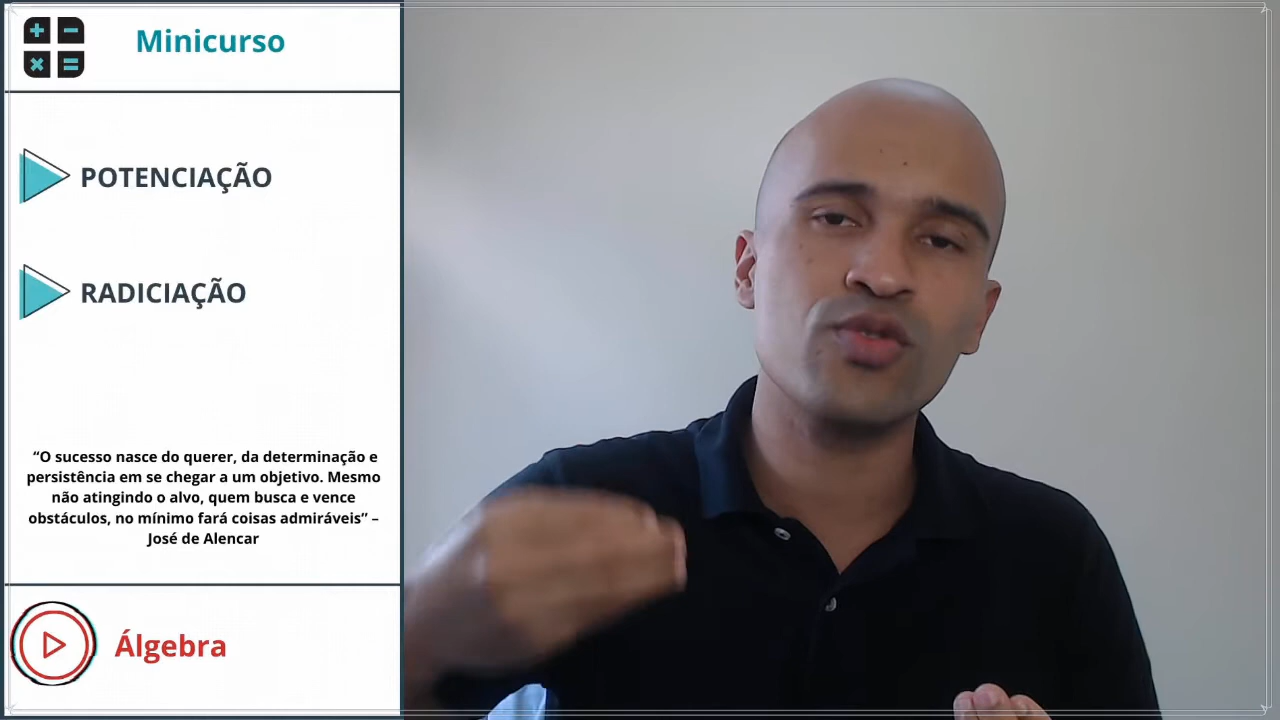 Minicurso
POTENCIAÇÃO
RADICIAÇÃO
“O sucesso nasce do querer, da determinação e
persistência em se chegar a um objetivo. Mesmo
não atingindo o alvo, quem busca e vence
obstáculos, no mínimo fará coisas admiráveis” –
José de Alencar
Álgebra